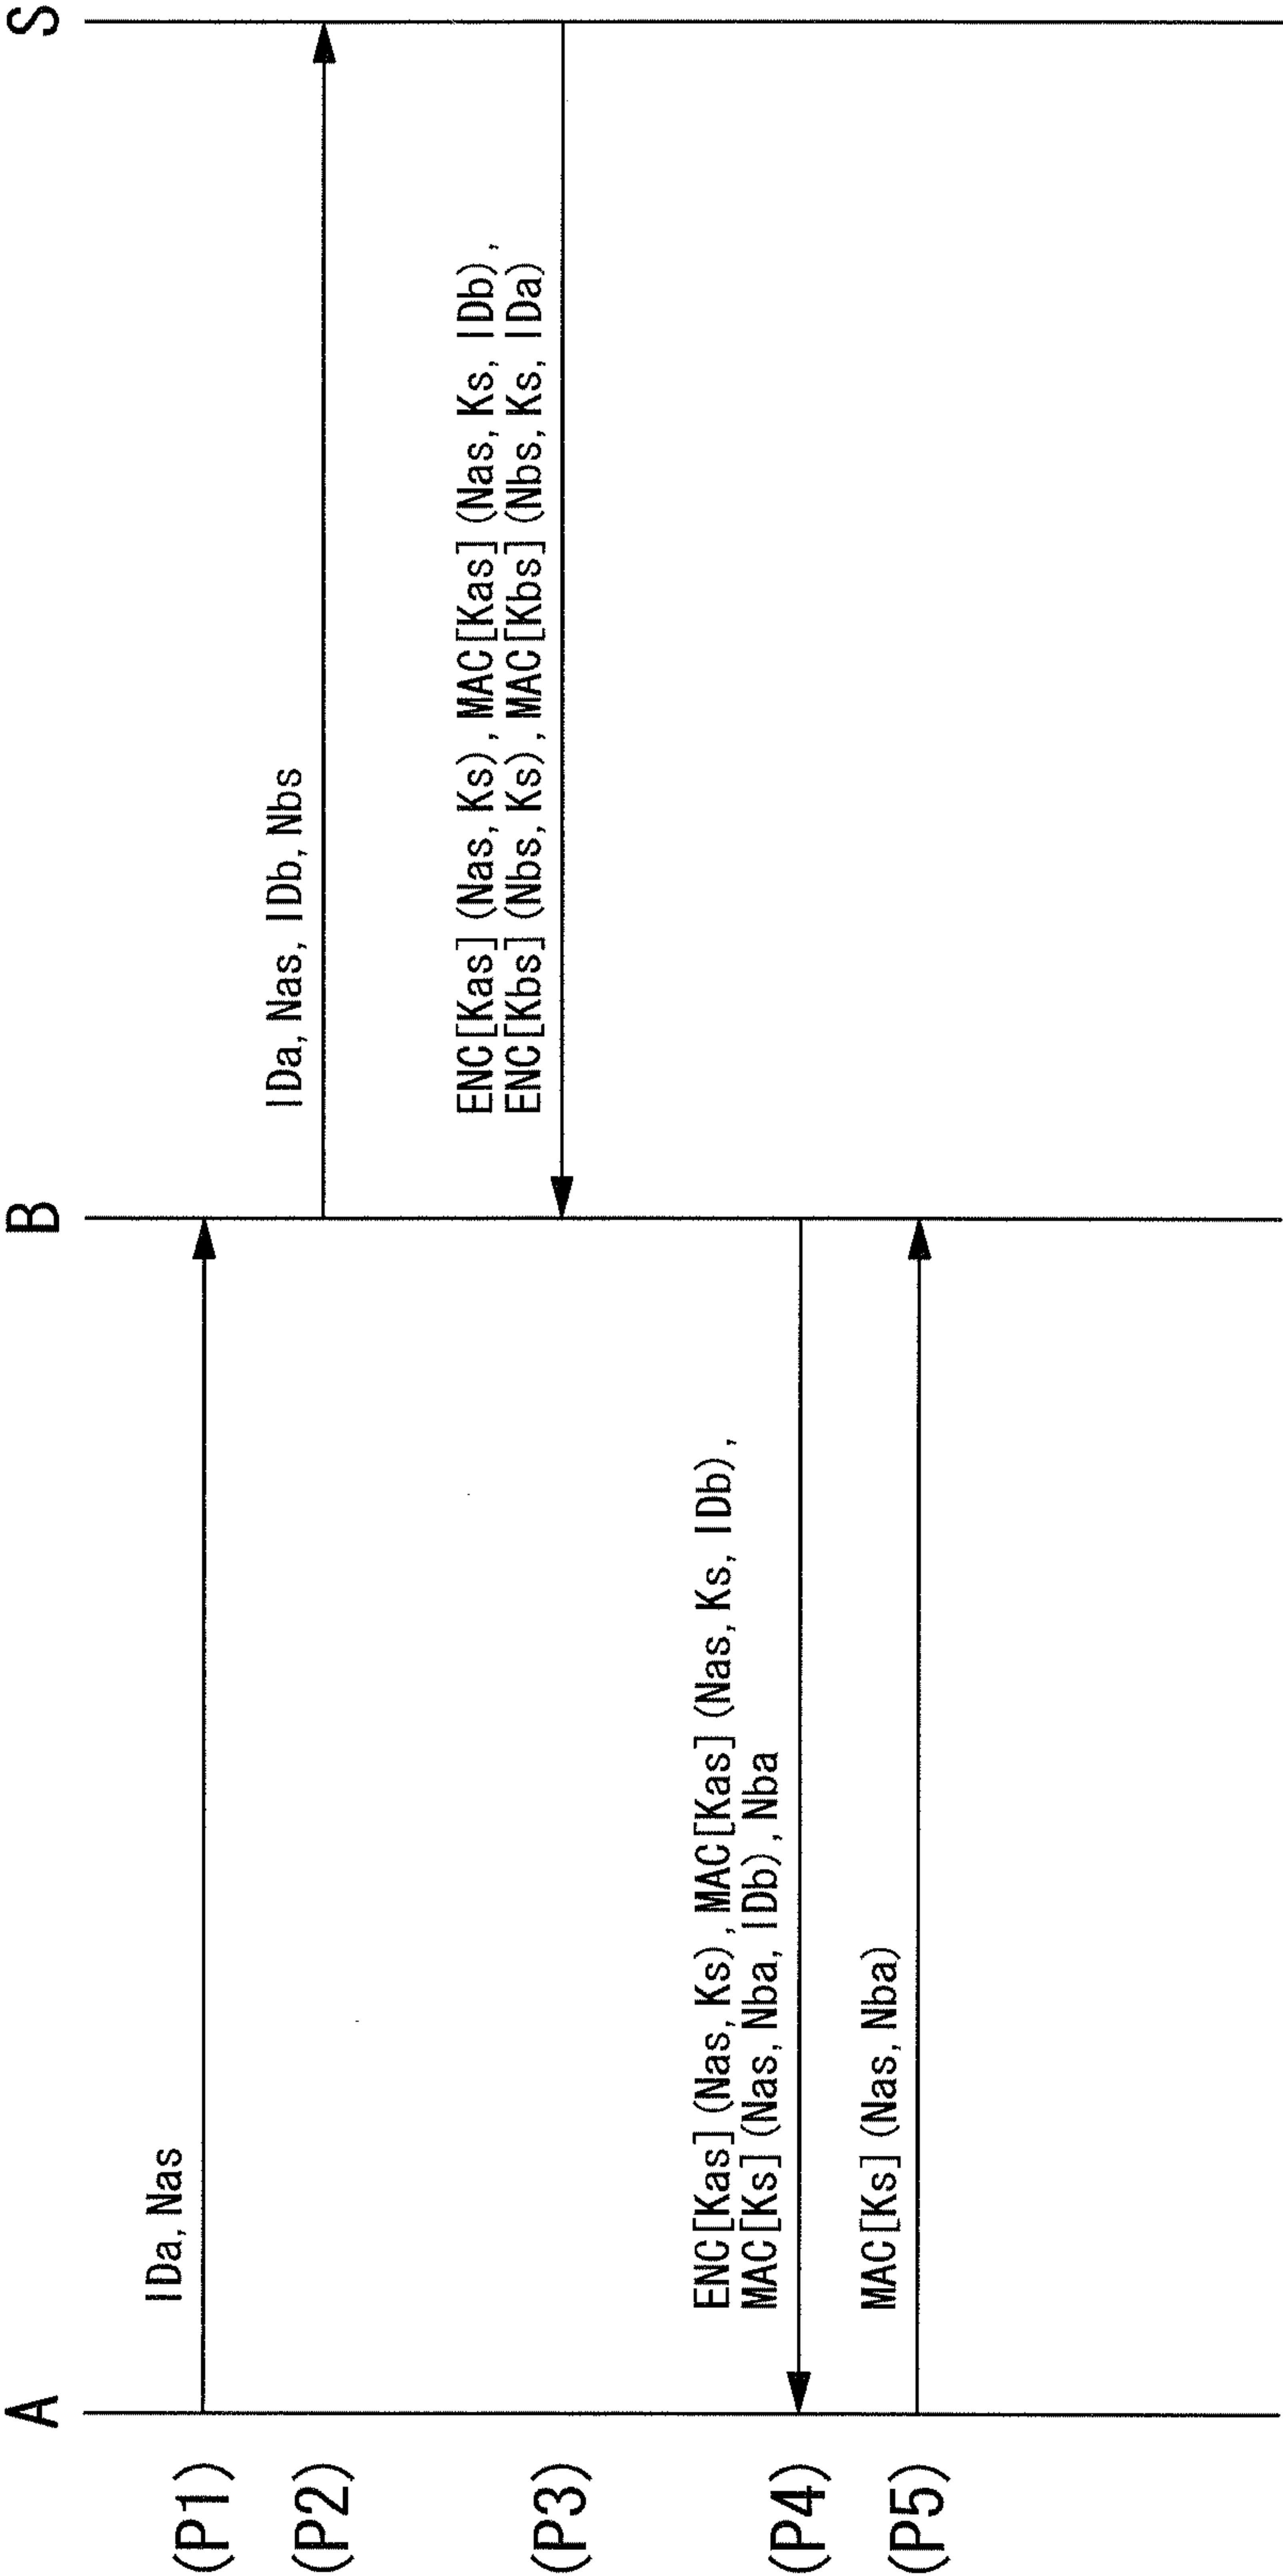 A
B
S
(P1)
IDa, Nas
(P2)
IDa, Nas, IDb, Nbs
(P3)
ENC[Kas] (Nas, Ks), MAC[Kas] (Nas, Ks, IDb),
ENC[Kbs] (Nbs, Ks), MAC[Kbs] (Nbs, Ks, IDa)
(P4)
ENC[Kas] (Nas, Ks), MAC[Kas] (Nas, Ks, IDb),
MAC[Ks] (Nas, Nba, IDb), Nba
(P5)
MAC[Ks] (Nas, Nba)